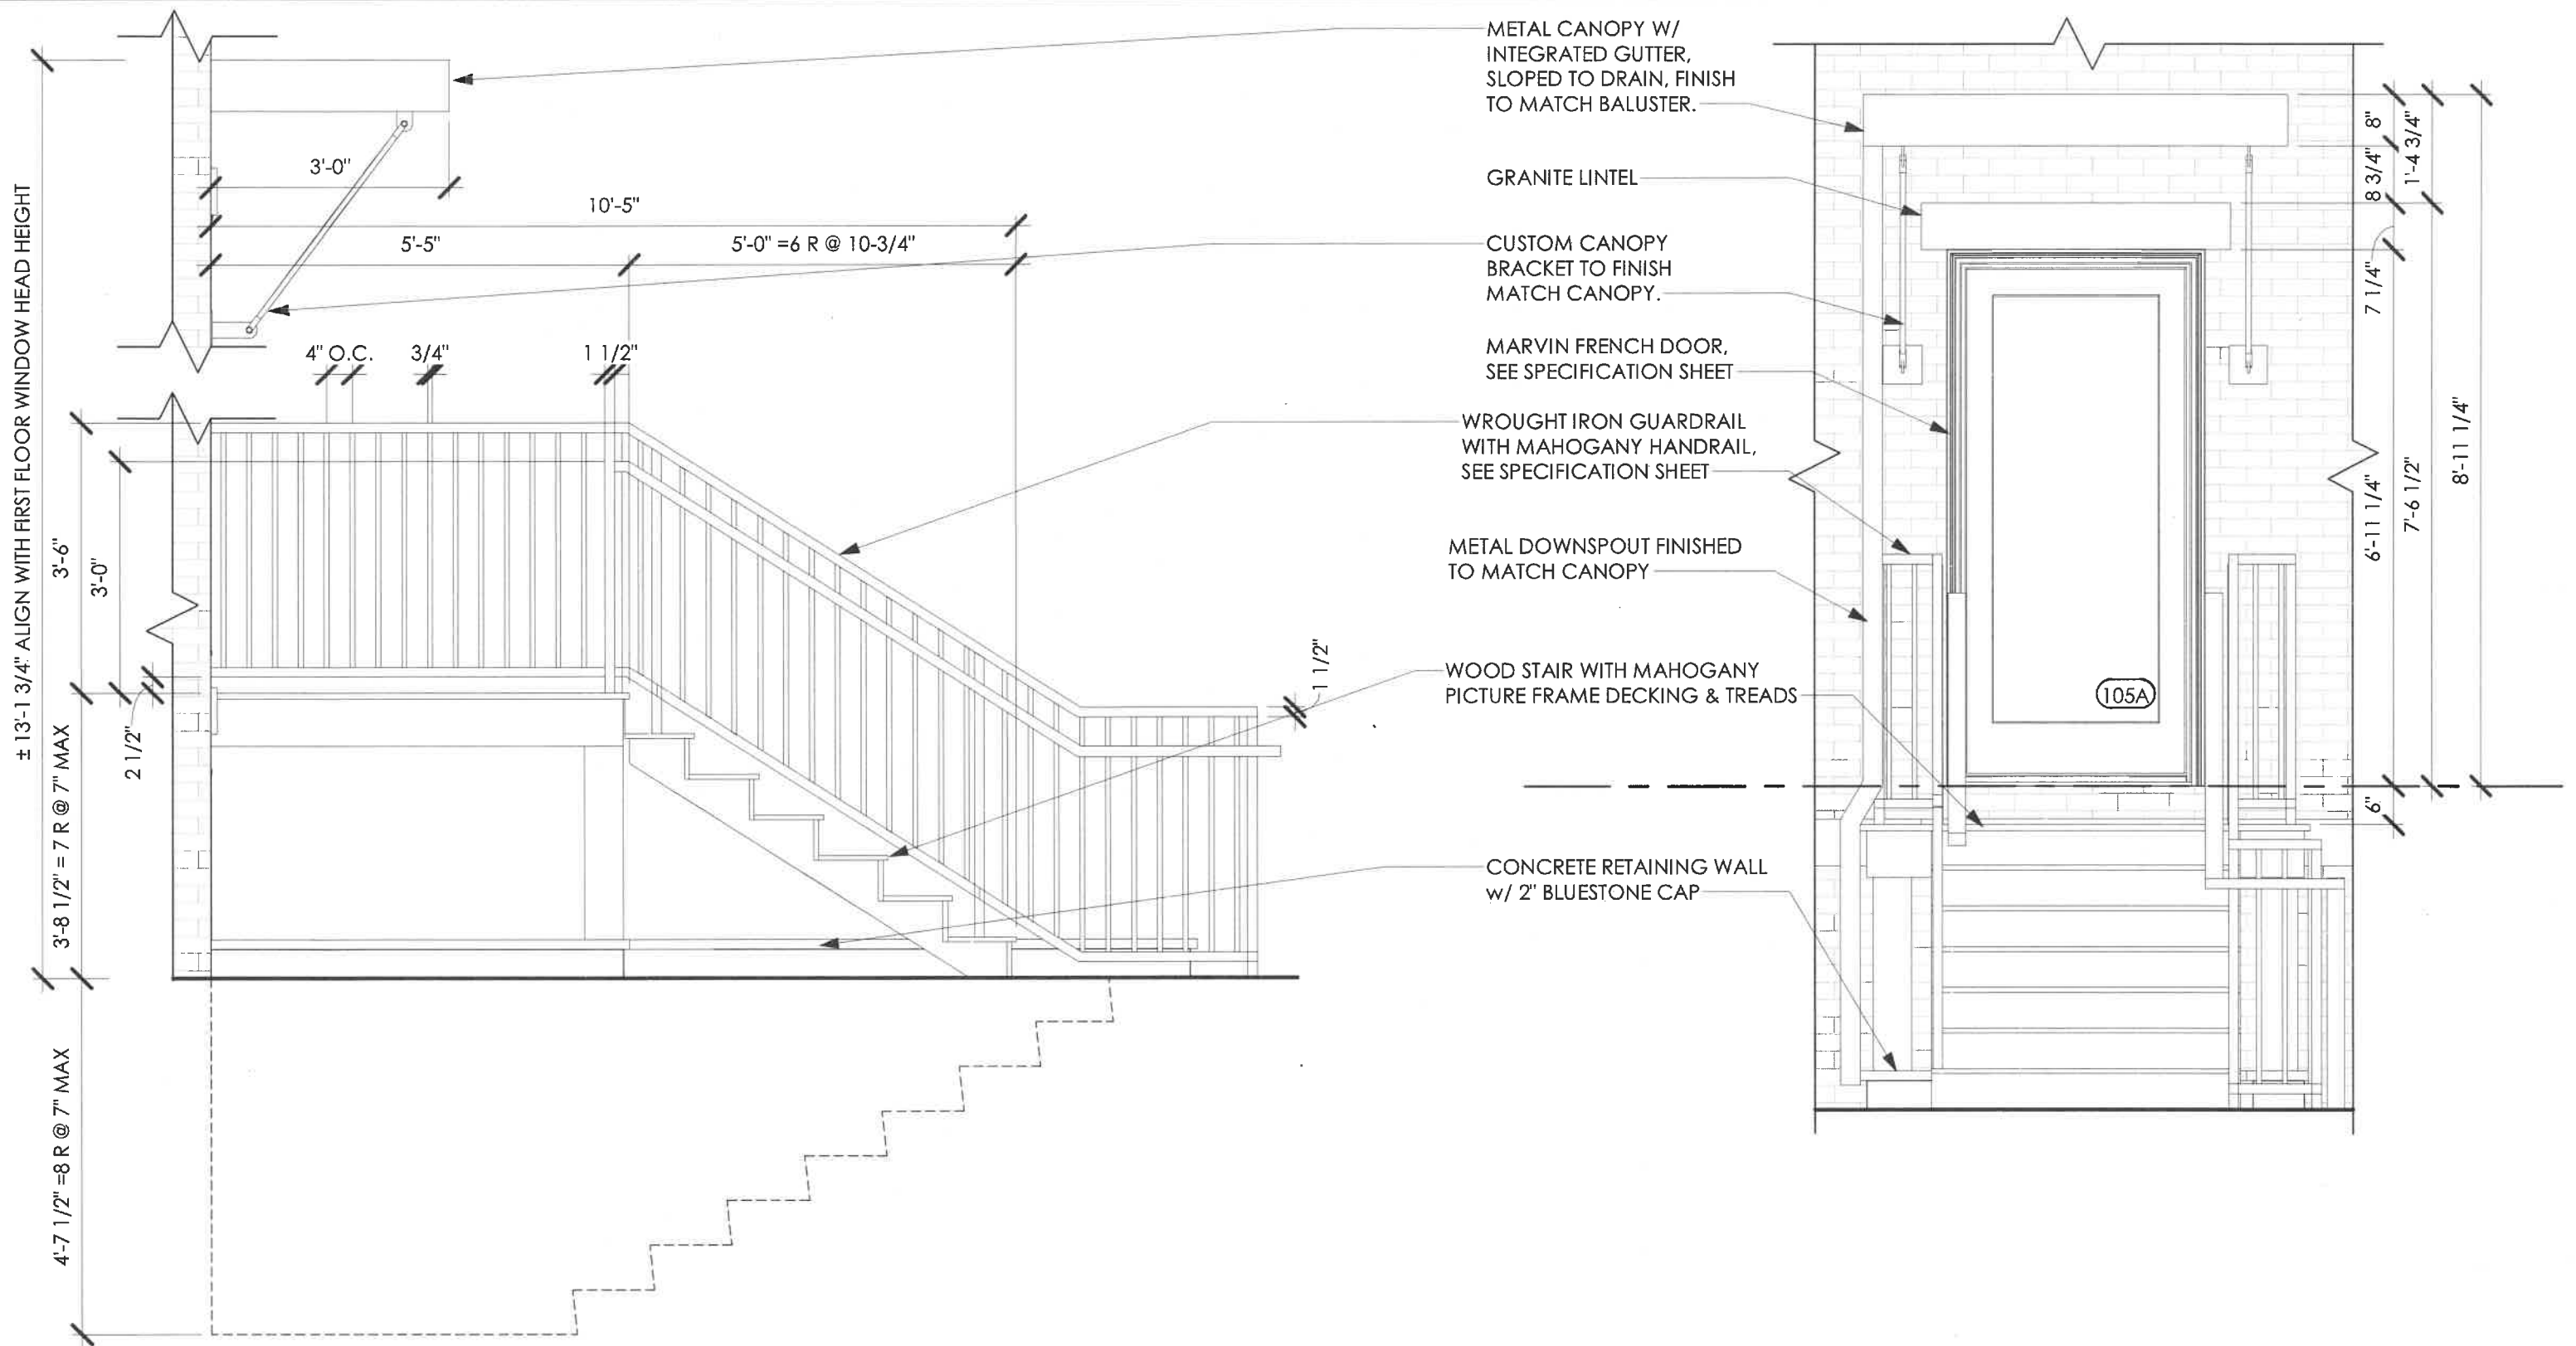 ± 13'-1 3/4" ALIGN WITH FIRST FLOOR WINDOW HEAD HEIGHT
3'-0"
10'-5"
5'-5"
5'-0" =6 R @ 10-3/4"
4" O.C.
3/4"
1 1/2"
3'-6"
3'-0"
2 1/2"
3'-8 1/2" = 7 R @ 7" MAX
4'-7 1/2" =8 R @ 7" MAX
1 1/2"
METAL CANOPY W/
INTEGRATED GUTTER,
SLOPED TO DRAIN, FINISH
TO MATCH BALUSTER.
GRANITE LINTEL
CUSTOM CANOPY
BRACKET TO FINISH
MATCH CANOPY.
MARVIN FRENCH DOOR,
SEE SPECIFICATION SHEET
WROUGHT IRON GUARDRAIL
WITH MAHOGANY HANDRAIL,
SEE SPECIFICATION SHEET
METAL DOWNSPOUT FINISHED
TO MATCH CANOPY
WOOD STAIR WITH MAHOGANY
PICTURE FRAME DECKING & TREADS
CONCRETE RETAINING WALL
w/ 2" BLUESTONE CAP
105A
8"
8 3/4"
1'-4 3/4"
7 1/4"
6'-11 1/4"
7'-6 1/2"
8'-11 1/4"
6"